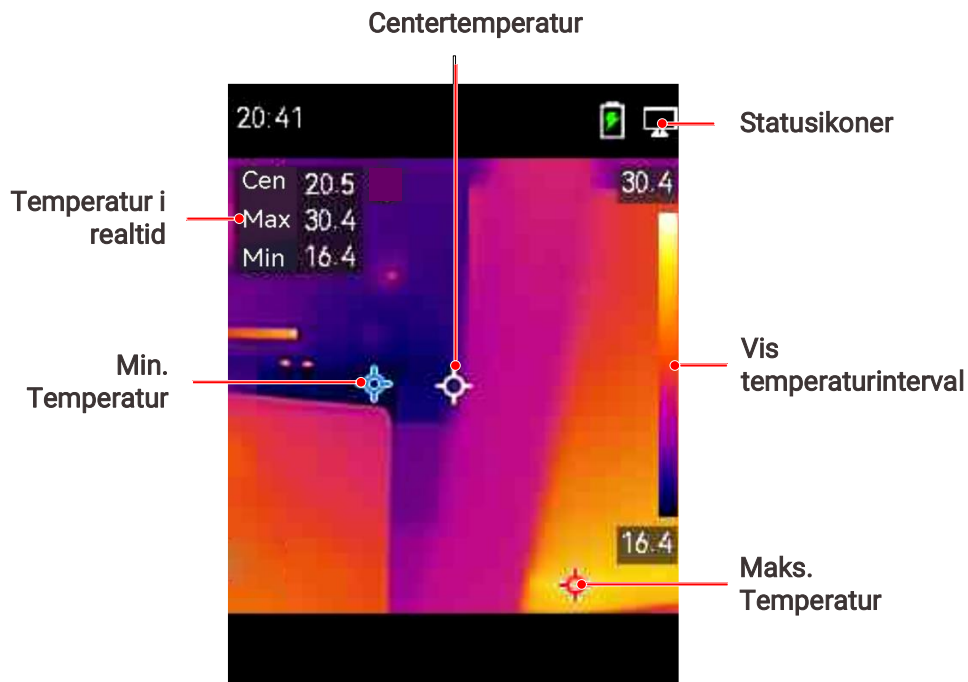 Centertemperatur
20:41
Statusikoner
Temperatur i
realtid
Cen 20.5
Max 30.4
Min 16.4
30.4
Min.
Temperatur
Vis
temperaturinterval
16.4
Maks.
Temperatur